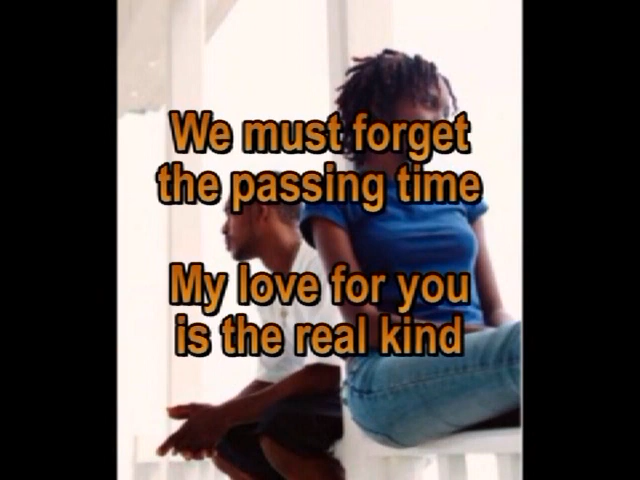 We must forget
the passing time
My love for you
is the real kind